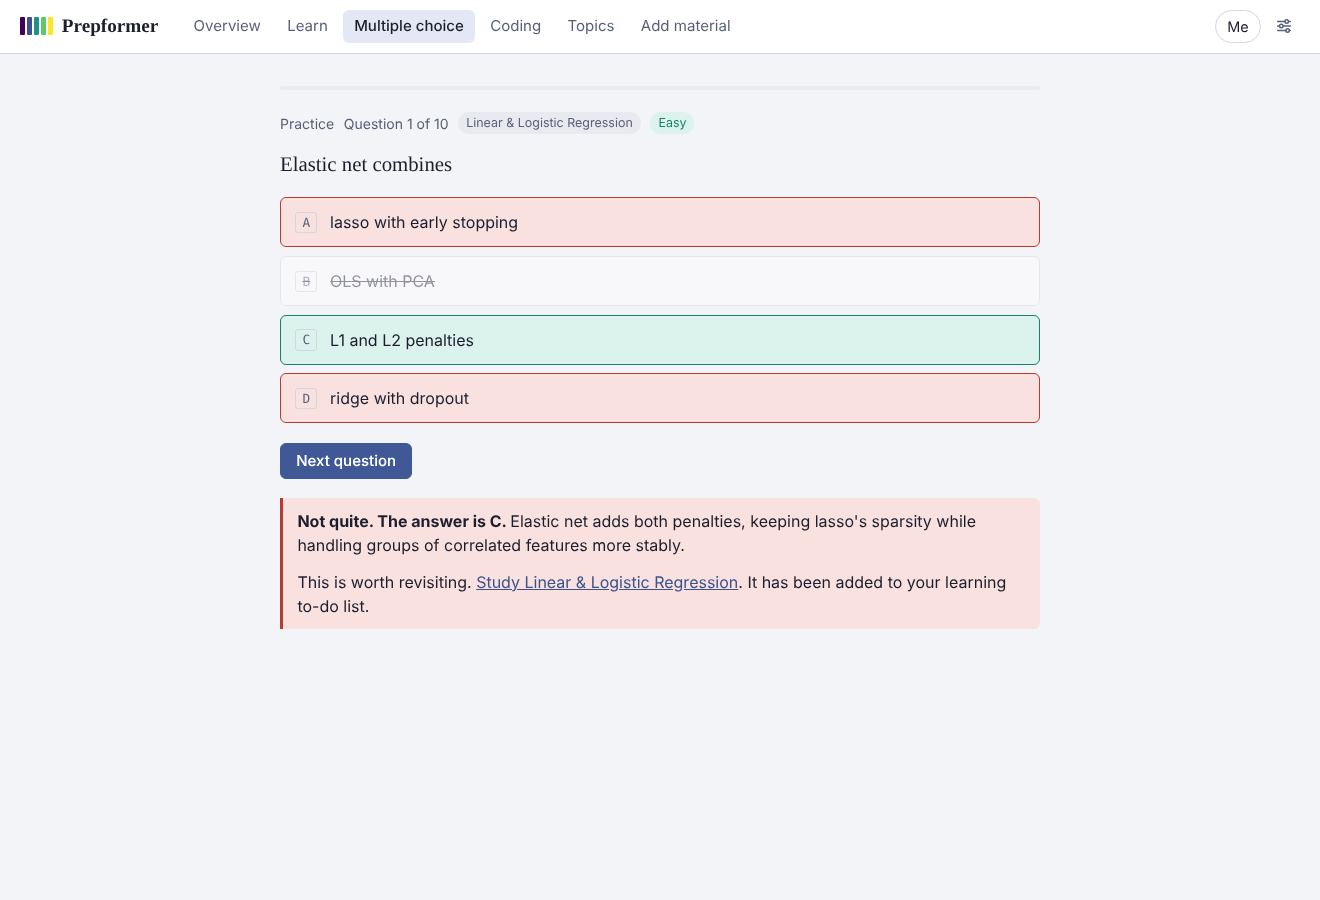 Prepformer Overview Learn Multiple choice Coding Topics Add material Me
Practice Question 1 of 10 Linear & Logistic Regression Easy
Elastic net combines
A lasso with early stopping
B OLS with PCA
C L1 and L2 penalties
D ridge with dropout
Next question
Not quite. The answer is C. Elastic net adds both penalties, keeping lasso's sparsity while
handling groups of correlated features more stably.
This is worth revisiting. Study Linear & Logistic Regression. It has been added to your learning
to-do list.